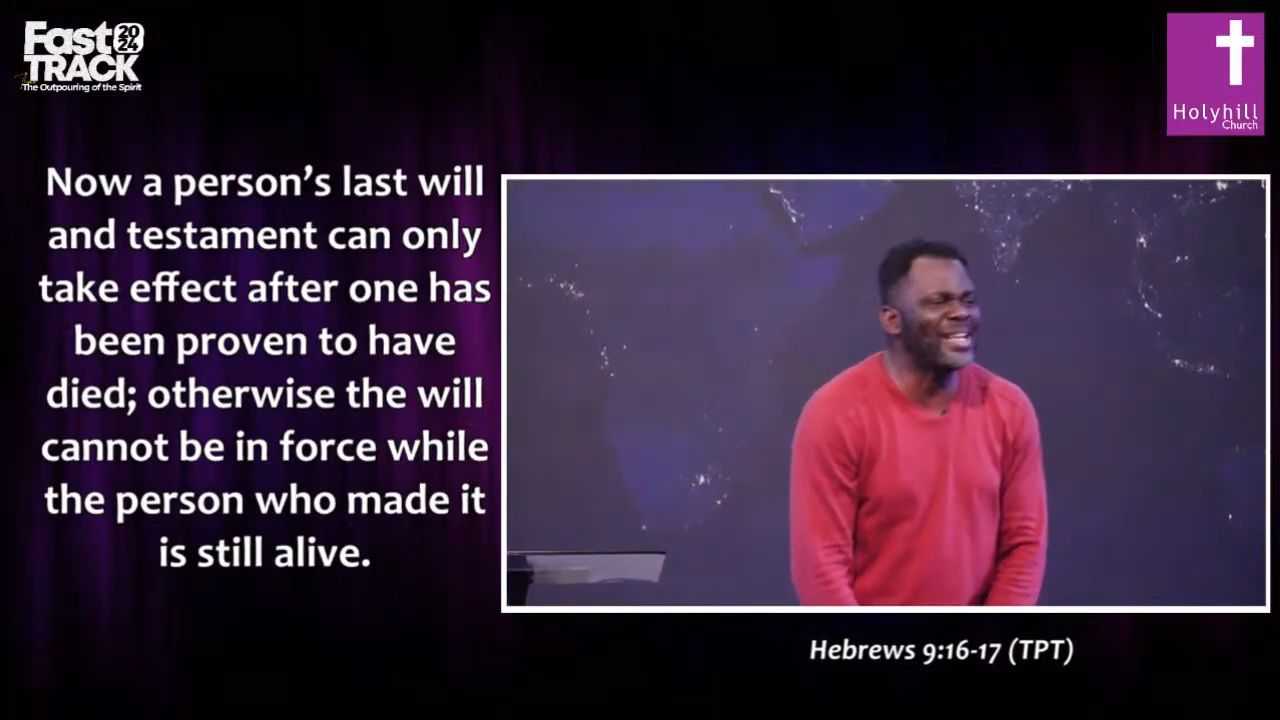 Fast 2024
TRACK
The Outpouring of the Spirit
Holyhill
Church
Now a person’s last will
and testament can only
take effect after one has
been proven to have
died; otherwise the will
cannot be in force while
the person who made it
is still alive.
Hebrews 9:16-17 (TPT)